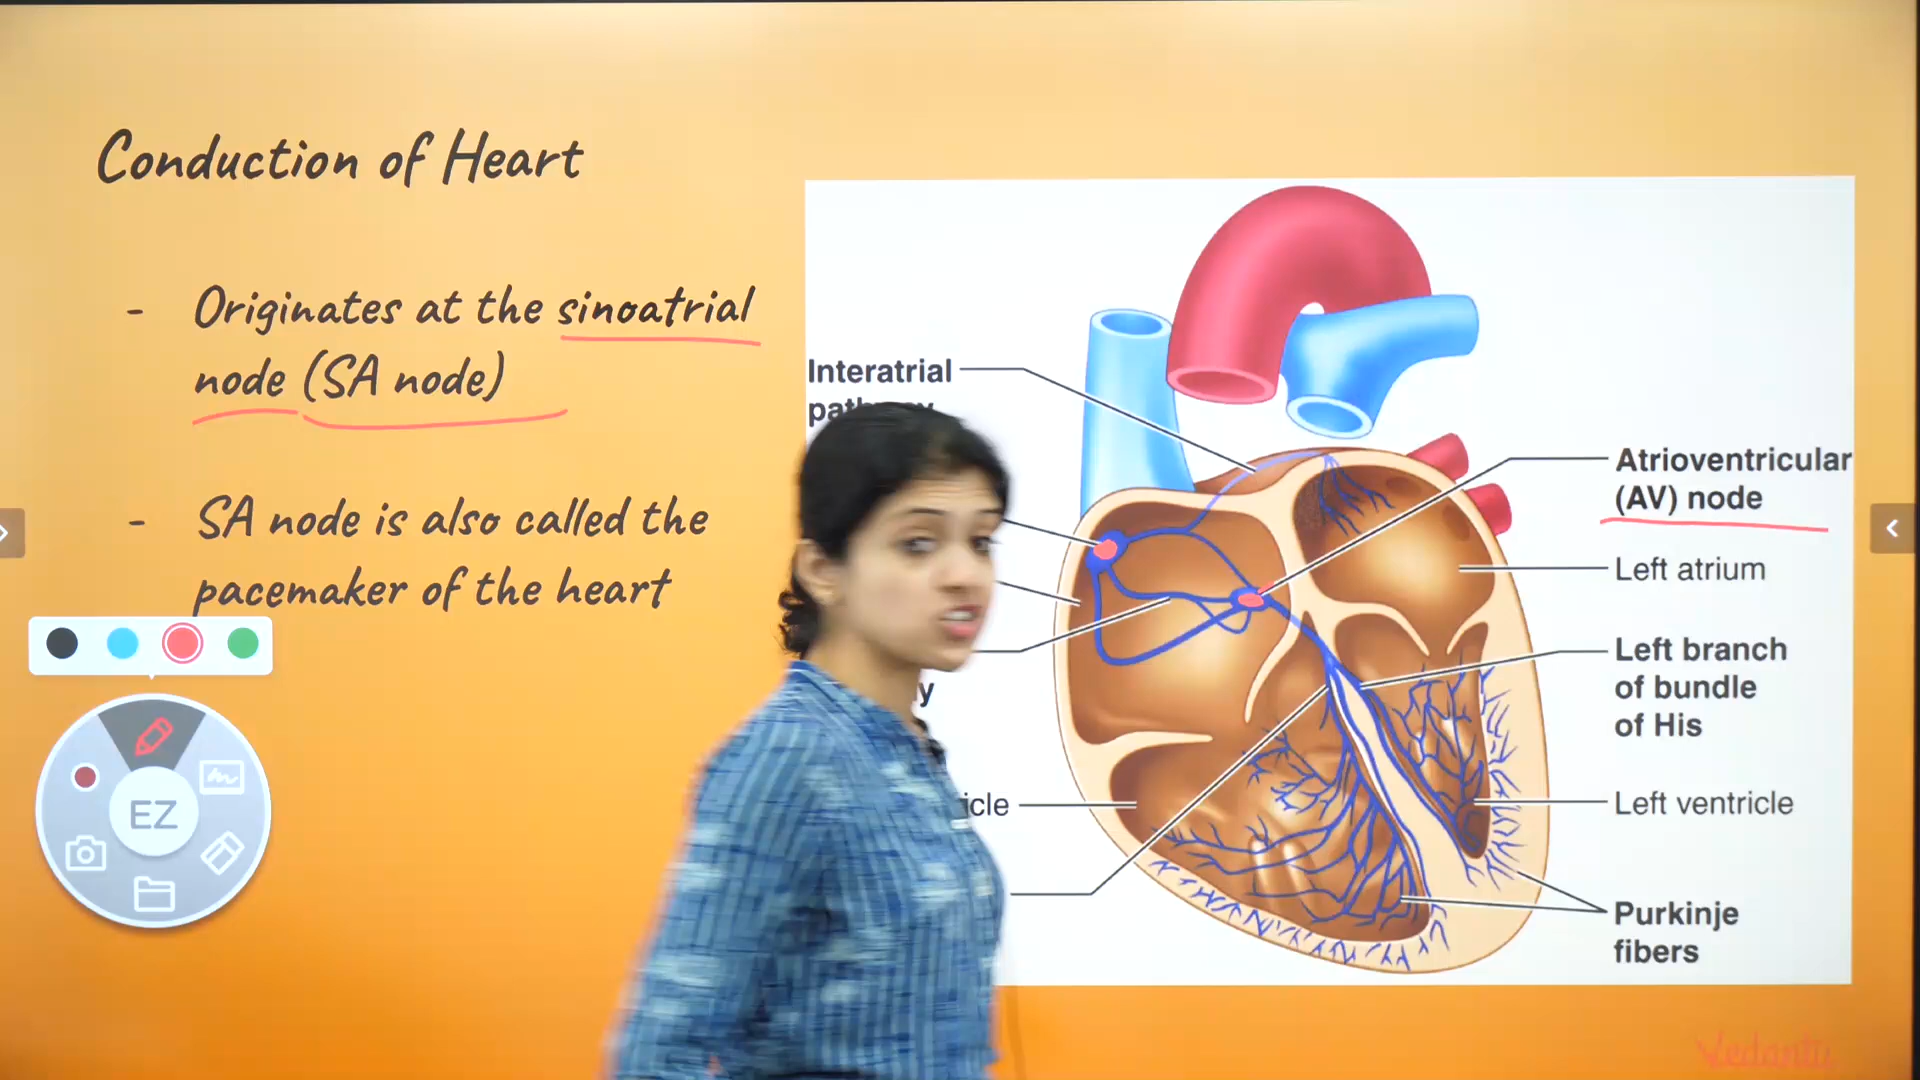 Conduction of Heart
- Originates at the sinoatrial
node (SA node)
- SA node is also called the
pacemaker of the heart
EZ
Interatrial
Atrioventricular
(AV) node
Left atrium
Left branch
of bundle
of His
Left ventricle
Purkinje
fibers
Vedantu